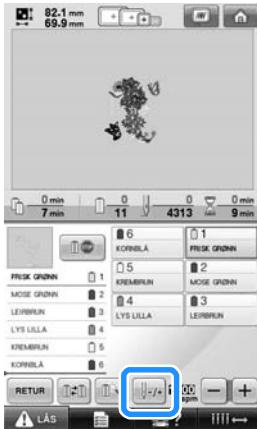 82.1 mm
69.9 mm
0 min
7 min
0
11
0
4313
0 min
9 min
FRISK GRØNN 1
MOSE GRØNN 2
LEIRBRUN 3
LYS LILLA 4
KREMBRUN 5
KORNBLÅ 6
6
KORNBLÅ
1
FRISK GRØNN
5
KREMBRUN
2
MOSE GRØNN
4
LYS LILLA
3
LEIRBRUN
RETUR
-/+
spm
- +
LÅS
?